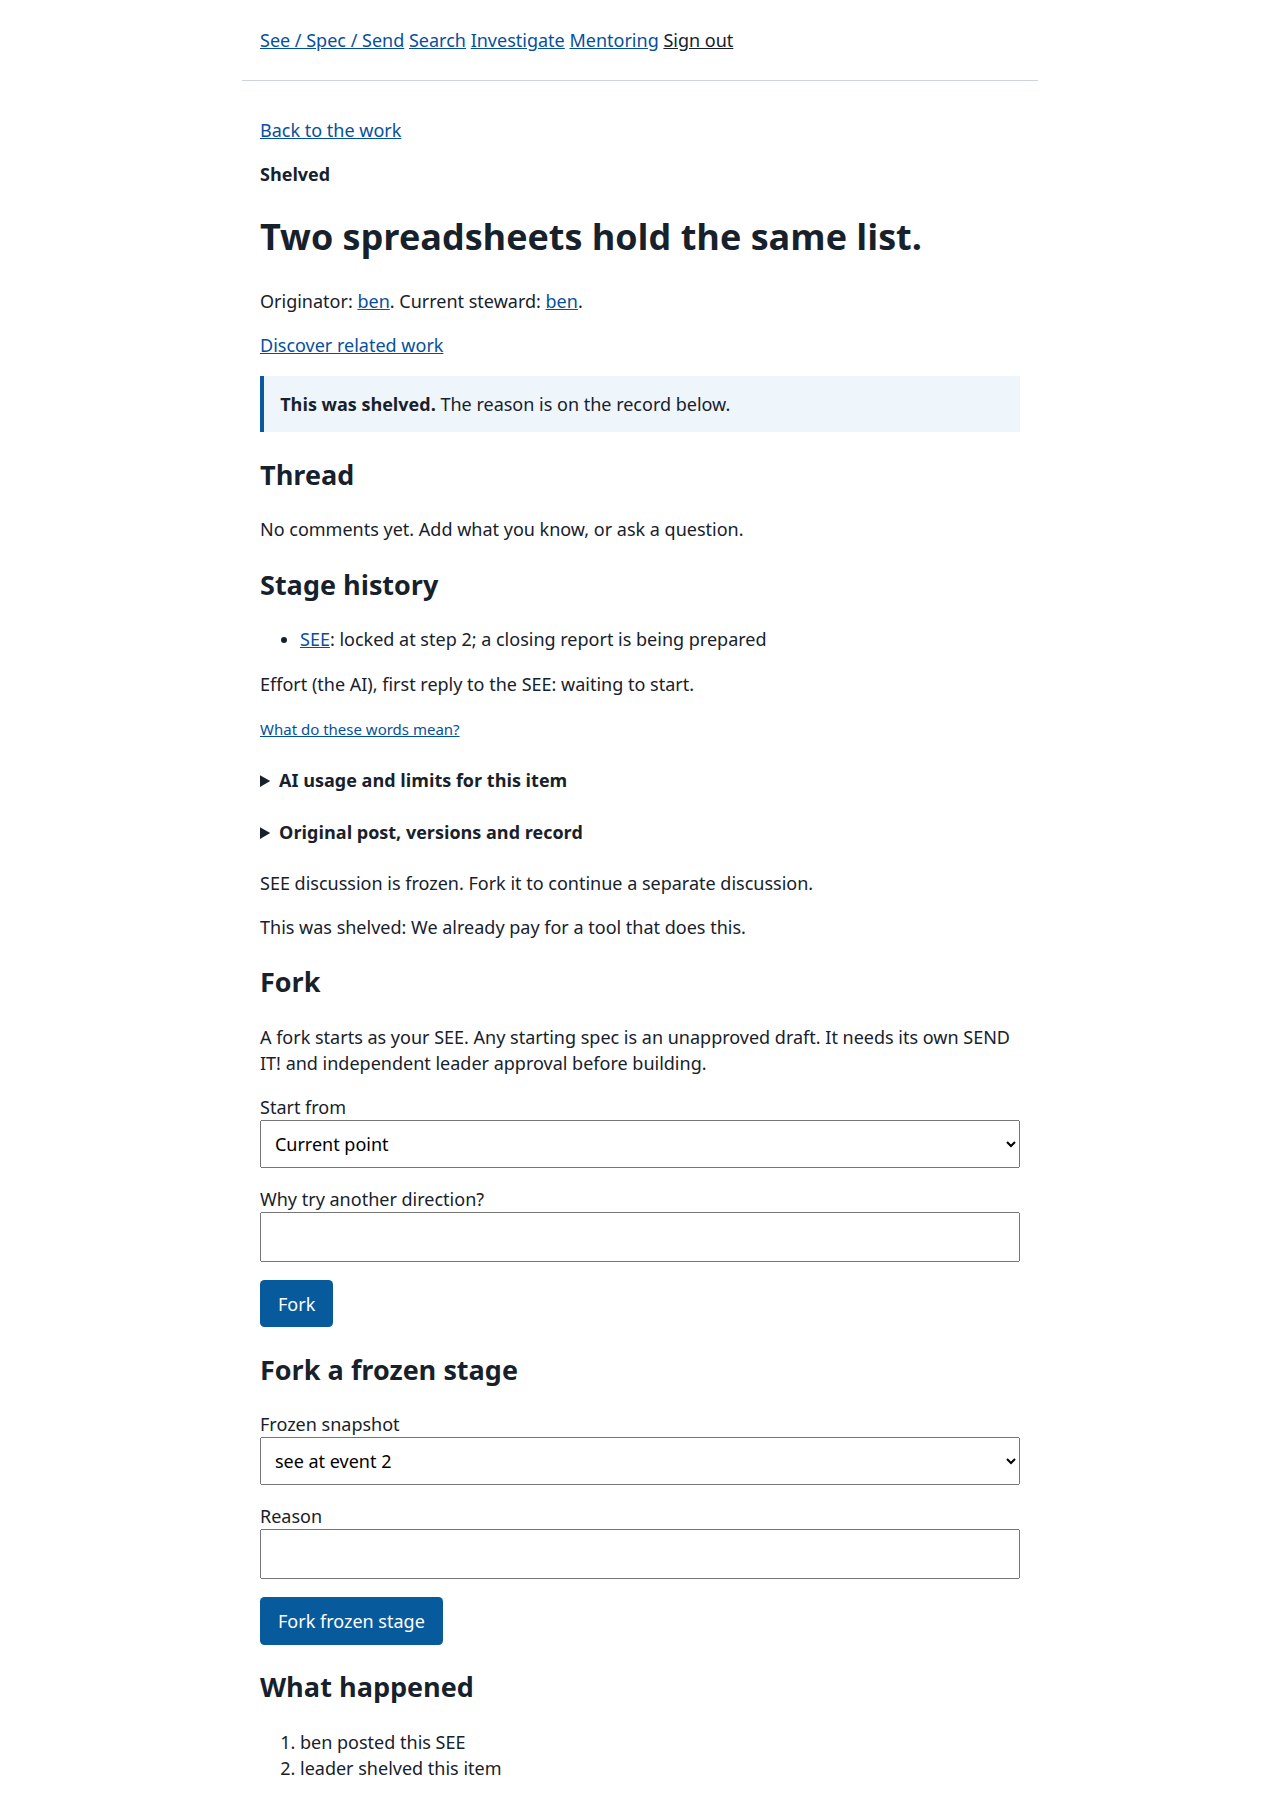 See / Spec / Send Search Investigate Mentoring Sign out
Back to the work
Shelved
Two spreadsheets hold the same list.
Originator: ben. Current steward: ben.
Discover related work
This was shelved. The reason is on the record below.
Thread
No comments yet. Add what you know, or ask a question.
Stage history
• SEE: locked at step 2; a closing report is being prepared
Effort (the AI), first reply to the SEE: waiting to start.
What do these words mean?
▶ AI usage and limits for this item
▶ Original post, versions and record
SEE discussion is frozen. Fork it to continue a separate discussion.
This was shelved: We already pay for a tool that does this.
Fork
A fork starts as your SEE. Any starting spec is an unapproved draft. It needs its own SEND
IT! and independent leader approval before building.
Start from
Current point
Why try another direction?
Fork
Fork a frozen stage
Frozen snapshot
see at event 2
Reason
Fork frozen stage
What happened
1. ben posted this SEE
2. leader shelved this item